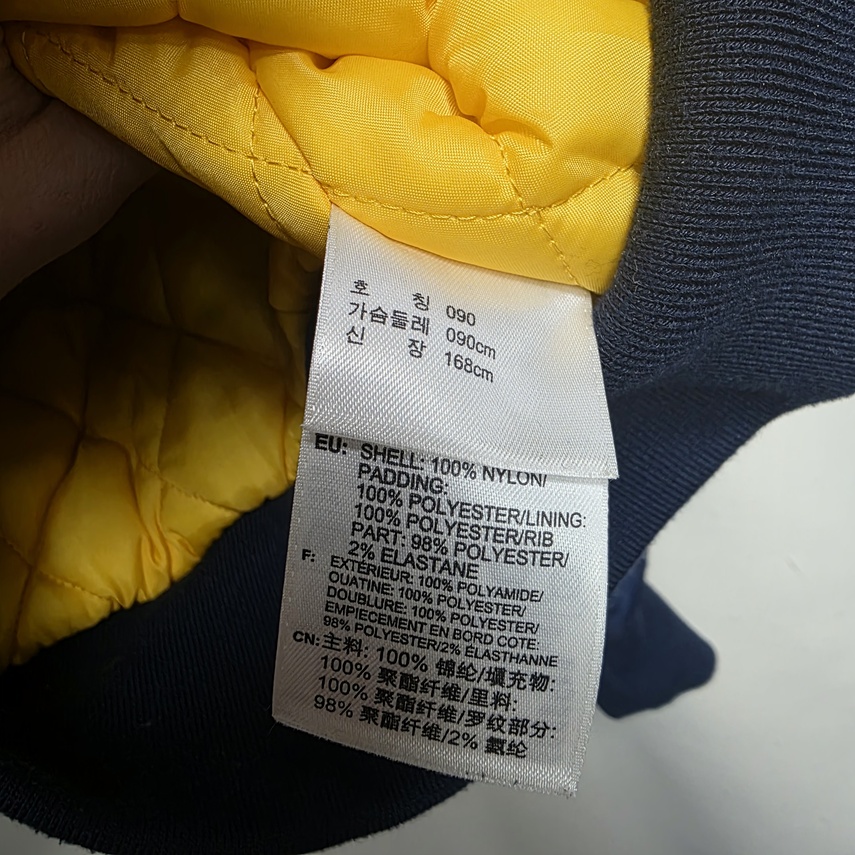 호 칭 090
가슴둘레 090cm
신 장 168cm
EU: SHELL: 100% NYLON/
PADDING:
100% POLYESTER/LINING:
100% POLYESTER/RIB
PART: 98% POLYESTER/
2% ELASTANE
F: EXTÉRIEUR: 100% POLYAMIDE/
OUATINE: 100% POLYESTER/
DOUBLURE: 100% POLYESTER/
EMPIECEMENT EN BORD COTE:
98% POLYESTER/2% ÉLASTHANNE
CN: 主料: 100% 锦纶/填充物:
100% 聚酯纤维/里料:
100% 聚酯纤维/罗纹部分:
98% 聚酯纤维/2% 氨纶